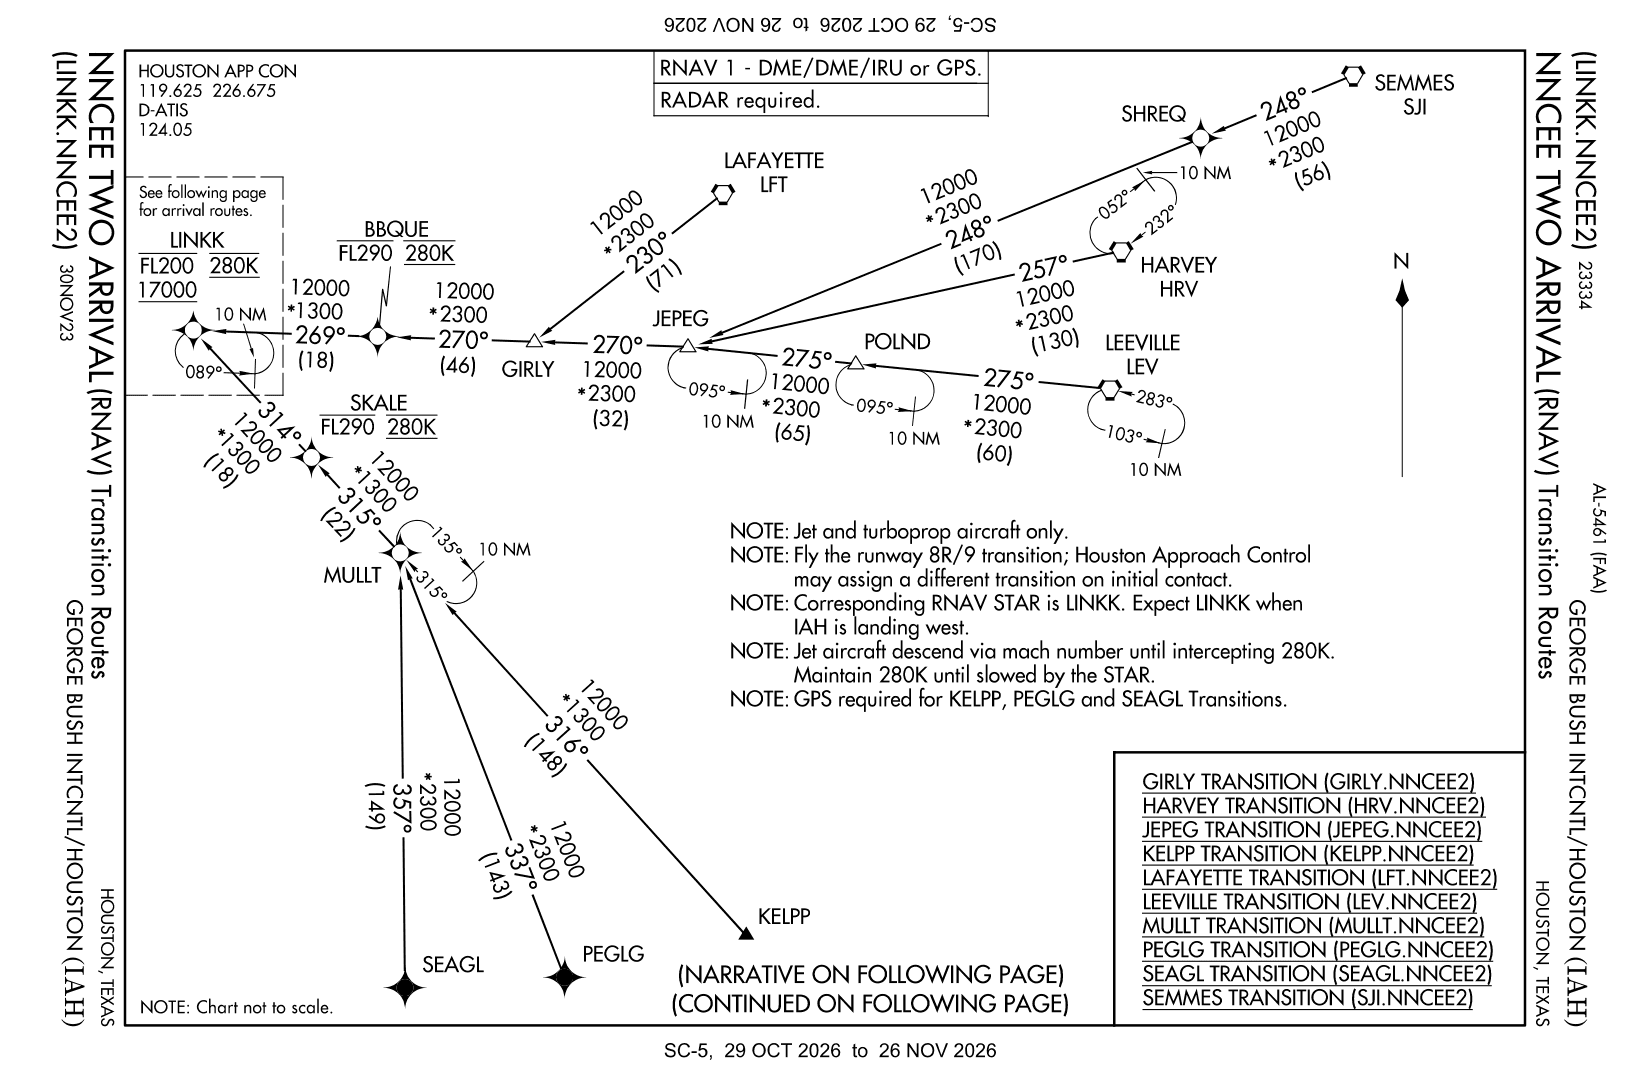 SC-5, 29 OCT 2026 to 26 NOV 2026
(LINKK.NNCEE2) 30NOV23
NNCEE TWO ARRIVAL (RNAV) Transition Routes
GEORGE BUSH INTCNTL/HOUSTON (IAH)
HOUSTON, TEXAS
(LINKK.NNCEE2) 23334
NNCEE TWO ARRIVAL (RNAV) Transition Routes
AL-5461 (FAA)
GEORGE BUSH INTCNTL/HOUSTON (IAH)
HOUSTON, TEXAS
HOUSTON APP CON
119.625 226.675
D-ATIS
124.05
RNAV 1 - DME/DME/IRU or GPS.
RADAR required.
SEMMES
SJI
248°
12000
*2300
(56)
SHREQ
12000
*2300
248°
(170)
10 NM
052°
232°
HARVEY
HRV
257°
12000
*2300
(130)
LAFAYETTE
LFT
12000
*2300
230°
(71)
See following page
for arrival routes.
LINKK
FL200 280K
17000
10 NM
089°
BBQUE
FL290 280K
12000
*1300
269°
(18)
12000
*2300
270°
(46)
GIRLY
270°
12000
*2300
(32)
JEPEG
095°
10 NM
275°
12000
*2300
(65)
POLND
095°
10 NM
275°
12000
*2300
(60)
LEEVILLE
LEV
283°
103°
10 NM
N
SKALE
FL290 280K
314°
12000
*1300
(18)
12000
*1300
315°
(22)
MULLT
135°
315°
10 NM
NOTE: Jet and turboprop aircraft only.
NOTE: Fly the runway 8R/9 transition; Houston Approach Control
may assign a different transition on initial contact.
NOTE: Corresponding RNAV STAR is LINKK. Expect LINKK when
IAH is landing west.
NOTE: Jet aircraft descend via mach number until intercepting 280K.
Maintain 280K until slowed by the STAR.
NOTE: GPS required for KELPP, PEGLG and SEAGL Transitions.
12000
*1300
316°
(148)
12000
*2300
357°
(149)
12000
*2300
337°
(143)
KELPP
PEGLG
SEAGL
GIRLY TRANSITION (GIRLY.NNCEE2)
HARVEY TRANSITION (HRV.NNCEE2)
JEPEG TRANSITION (JEPEG.NNCEE2)
KELPP TRANSITION (KELPP.NNCEE2)
LAFAYETTE TRANSITION (LFT.NNCEE2)
LEEVILLE TRANSITION (LEV.NNCEE2)
MULLT TRANSITION (MULLT.NNCEE2)
PEGLG TRANSITION (PEGLG.NNCEE2)
SEAGL TRANSITION (SEAGL.NNCEE2)
SEMMES TRANSITION (SJI.NNCEE2)
(NARRATIVE ON FOLLOWING PAGE)
(CONTINUED ON FOLLOWING PAGE)
NOTE: Chart not to scale.
SC-5, 29 OCT 2026 to 26 NOV 2026